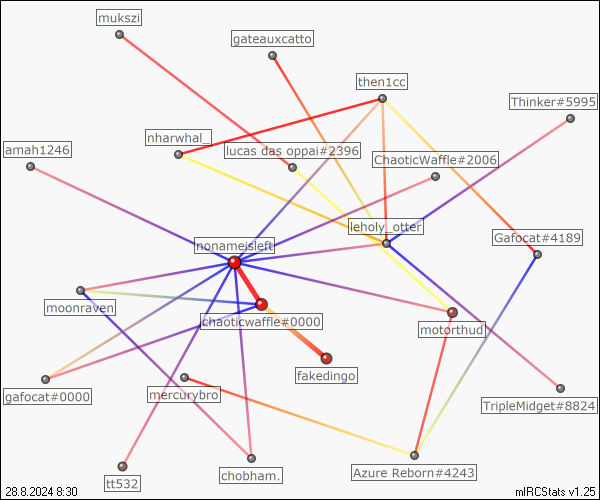 mukszi
gateauxcatto
then1cc
Thinker#5995
nharwhal_
amah1246
lucas das oppai#2396
ChaoticWaffle#2006
leholy_otter
Gafocat#4189
nonameisleft
moonraven
chaoticwaffle#0000
motorthud
fakedingo
gafocat#0000
mercurybro
TripleMidget#8824
tt532
chobham.
Azure Reborn#4243
28.8.2024 8:30
mIRCStats v1.25